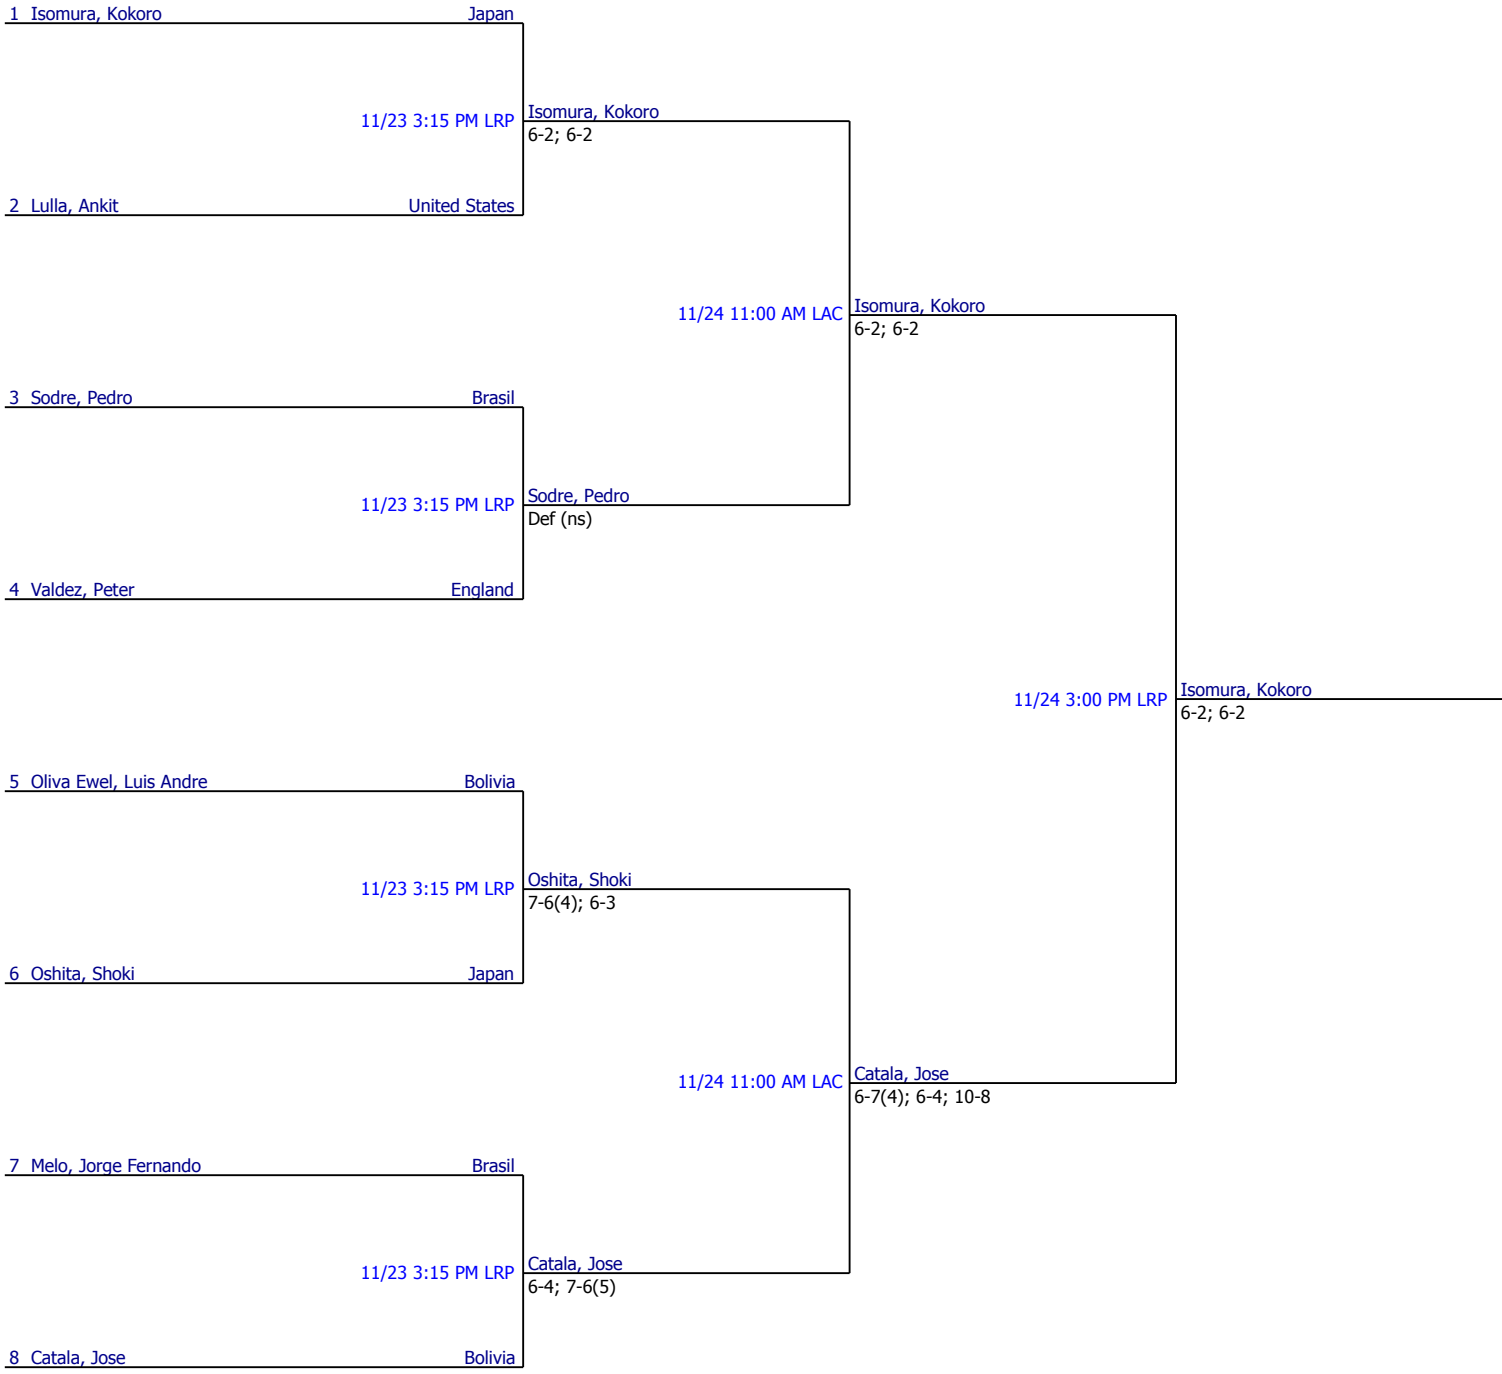 1 Isomura, Kokoro Japan
11/23 3:15 PM LRP
Isomura, Kokoro
6-2; 6-2
2 Lulla, Ankit United States
11/24 11:00 AM LAC
Isomura, Kokoro
6-2; 6-2
3 Sodre, Pedro Brasil
11/23 3:15 PM LRP
Sodre, Pedro
Def (ns)
4 Valdez, Peter England
11/24 3:00 PM LRP
Isomura, Kokoro
6-2; 6-2
5 Oliva Ewel, Luis Andre Bolivia
11/23 3:15 PM LRP
Oshita, Shoki
7-6(4); 6-3
6 Oshita, Shoki Japan
11/24 11:00 AM LAC
Catala, Jose
6-7(4); 6-4; 10-8
7 Melo, Jorge Fernando Brasil
11/23 3:15 PM LRP
Catala, Jose
6-4; 7-6(5)
8 Catala, Jose Bolivia